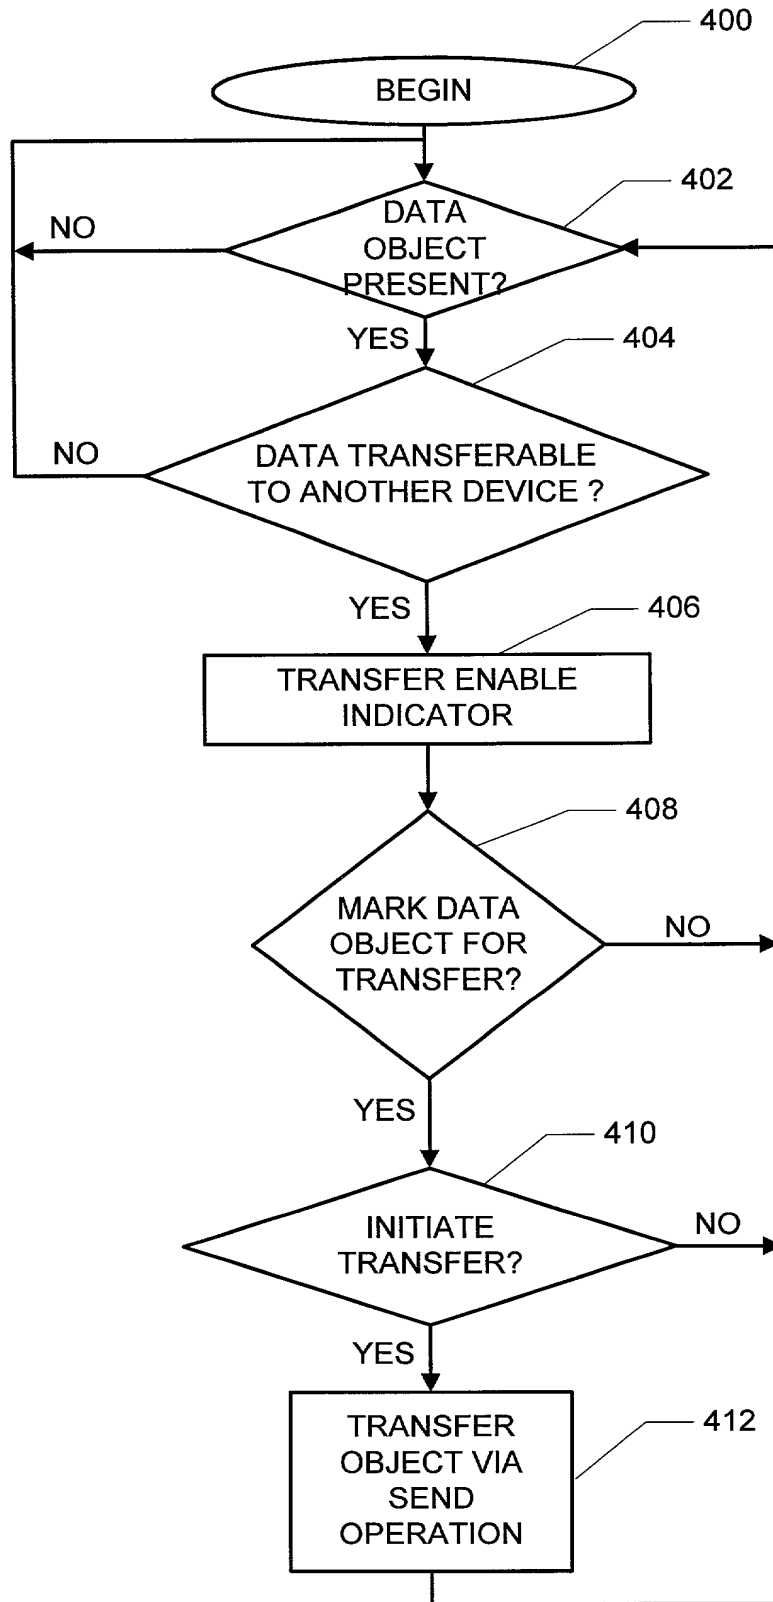 400
BEGIN
402
DATA
OBJECT
PRESENT?
NO
YES
404
DATA TRANSFERABLE
TO ANOTHER DEVICE ?
NO
YES
406
TRANSFER ENABLE
INDICATOR
408
MARK DATA
OBJECT FOR
TRANSFER?
NO
YES
410
INITIATE
TRANSFER?
NO
YES
412
TRANSFER
OBJECT VIA
SEND
OPERATION